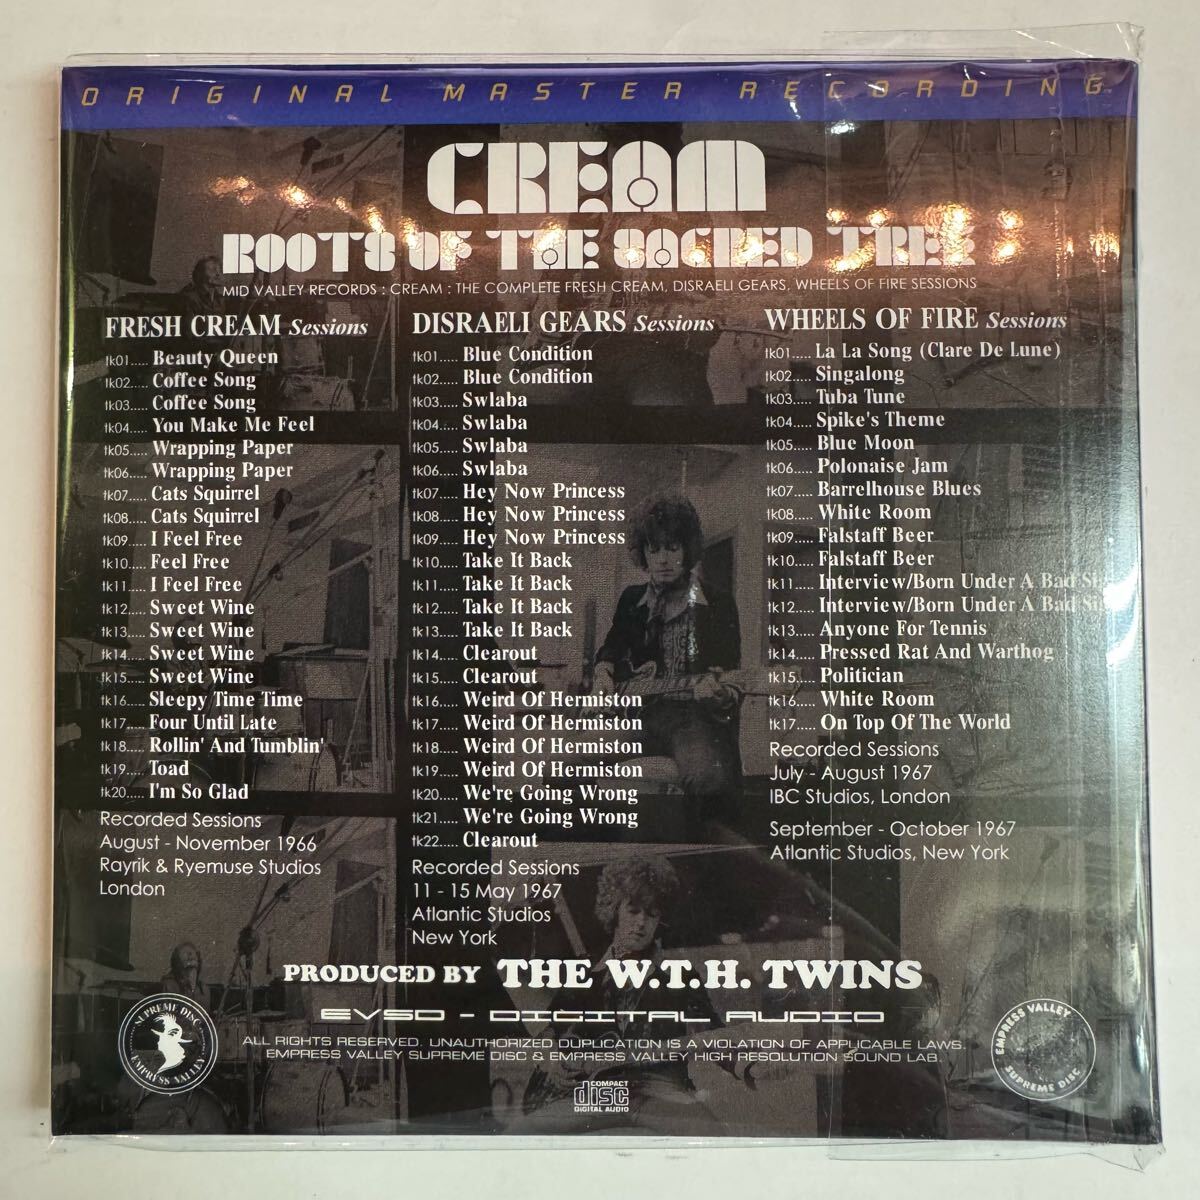 ORIGINAL MASTER RECORDING
CREAM
ROOTS OF THE SACRED TREE
MID VALLEY RECORDS : CREAM : THE COMPLETE FRESH CREAM, DISRAELI GEARS, WHEELS OF FIRE SESSIONS
FRESH CREAM Sessions
tk01..... Beauty Queen
tk02..... Coffee Song
tk03..... Coffee Song
tk04..... You Make Me Feel
tk05..... Wrapping Paper
tk06..... Wrapping Paper
tk07..... Cats Squirrel
tk08..... Cats Squirrel
tk09..... I Feel Free
tk10..... Feel Free
tk11..... I Feel Free
tk12..... Sweet Wine
tk13..... Sweet Wine
tk14..... Sweet Wine
tk15..... Sweet Wine
tk16..... Sleepy Time Time
tk17..... Four Until Late
tk18..... Rollin' And Tumblin'
tk19..... Toad
tk20..... I'm So Glad
Recorded Sessions
August - November 1966
Rayrik & Ryemuse Studios
London
DISRAELI GEARS Sessions
tk01..... Blue Condition
tk02..... Blue Condition
tk03..... Swlaba
tk04..... Swlaba
tk05..... Swlaba
tk06..... Swlaba
tk07..... Hey Now Princess
tk08..... Hey Now Princess
tk09..... Hey Now Princess
tk10..... Take It Back
tk11..... Take It Back
tk12..... Take It Back
tk13..... Take It Back
tk14..... Clearout
tk15..... Clearout
tk16..... Weird Of Hermiston
tk17..... Weird Of Hermiston
tk18..... Weird Of Hermiston
tk19..... Weird Of Hermiston
tk20..... We're Going Wrong
tk21..... We're Going Wrong
tk22..... Clearout
Recorded Sessions
11 - 15 May 1967
Atlantic Studios
New York
WHEELS OF FIRE Sessions
tk01..... La La Song (Clare De Lune)
tk02..... Singalong
tk03..... Tuba Tune
tk04..... Spike's Theme
tk05..... Blue Moon
tk06..... Polonaise Jam
tk07..... Barrelhouse Blues
tk08..... White Room
tk09..... Falstaff Beer
tk10..... Falstaff Beer
tk11..... Interview/Born Under A Bad Sign
tk12..... Interview/Born Under A Bad Sign
tk13..... Anyone For Tennis
tk14..... Pressed Rat And Warthog
tk15..... Politician
tk16..... White Room
tk17..... On Top Of The World
Recorded Sessions
July - August 1967
IBC Studios, London
September - October 1967
Atlantic Studios, New York
PRODUCED BY THE W.T.H. TWINS
EVSD - DIGITAL AUDIO
ALL RIGHTS RESERVED. UNAUTHORIZED DUPLICATION IS A VIOLATION OF APPLICABLE LAWS.
EMPRESS VALLEY SUPREME DISC & EMPRESS VALLEY HIGH RESOLUTION SOUND LAB.
SUPREME DISC
EMPRESS VALLEY
EMPRESS VALLEY
SUPREME DISC
COMPACT
disc
DIGITAL AUDIO